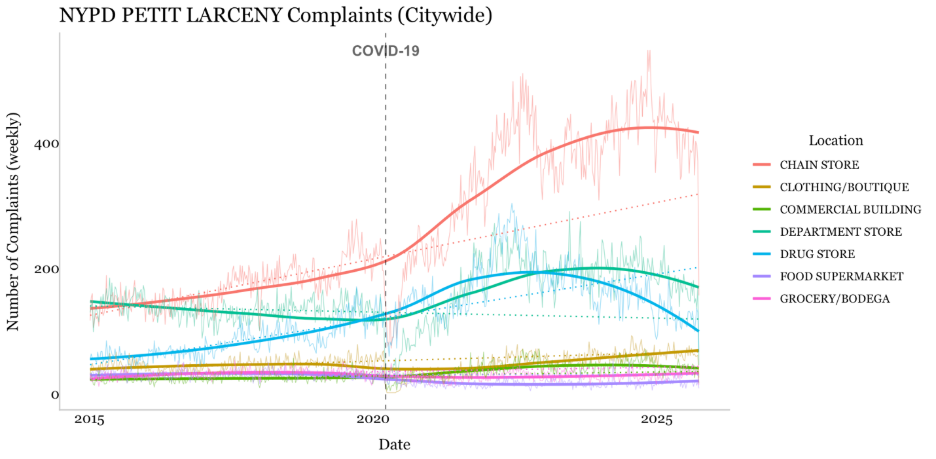 NYPD PETIT LARCENY Complaints (Citywide)
COVID-19
Number of Complaints (weekly)
400
200
0
2015
2020
2025
Date
Location
CHAIN STORE
CLOTHING/BOUTIQUE
COMMERCIAL BUILDING
DEPARTMENT STORE
DRUG STORE
FOOD SUPERMARKET
GROCERY/BODEGA